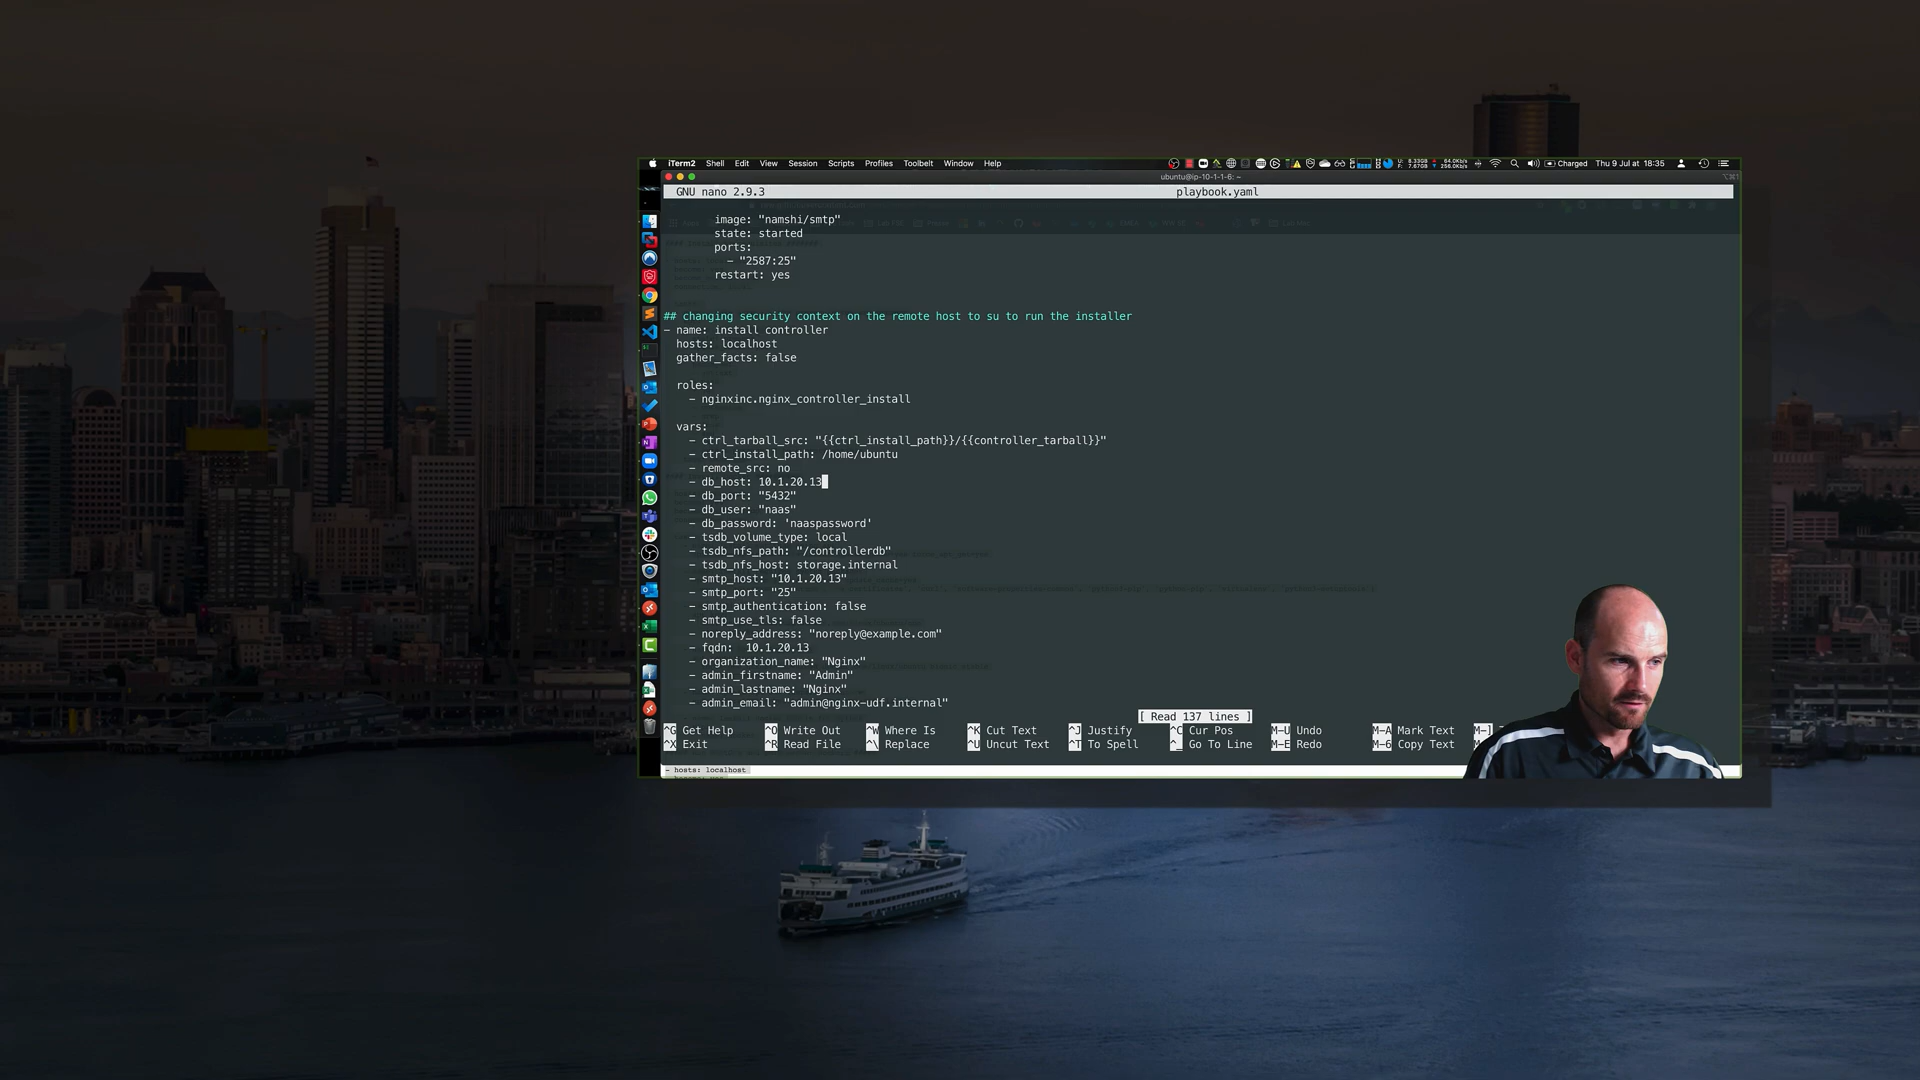 iTerm2 Shell Edit View Session Scripts Profiles Toolbelt Window Help
Charged Thu 9 Jul at 18:35
ubuntu@ip-10-1-1-6: ~
GNU nano 2.9.3 playbook.yaml
image: "namshi/smtp"
state: started
ports:
- "2587:25"
restart: yes
## changing security context on the remote host to su to run the installer
- name: install controller
hosts: localhost
gather_facts: false
roles:
- nginxinc.nginx_controller_install
vars:
- ctrl_tarball_src: "{{ctrl_install_path}}/{{controller_tarball}}"
- ctrl_install_path: /home/ubuntu
- remote_src: no
- db_host: 10.1.20.13
- db_port: "5432"
- db_user: "naas"
- db_password: 'naaspassword'
- tsdb_volume_type: local
- tsdb_nfs_path: "/controllerdb"
- tsdb_nfs_host: storage.internal
- smtp_host: "10.1.20.13"
- smtp_port: "25"
- smtp_authentication: false
- smtp_use_tls: false
- noreply_address: "noreply@example.com"
- fqdn:  10.1.20.13
- organization_name: "Nginx"
- admin_firstname: "Admin"
- admin_lastname: "Nginx"
- admin_email: "admin@nginx-udf.internal"
[ Read 137 lines ]
^G Get Help ^O Write Out ^W Where Is ^K Cut Text ^J Justify ^C Cur Pos M-U Undo M-A Mark Text M-]
^X Exit ^R Read File ^\ Replace ^U Uncut Text ^T To Spell ^_ Go To Line M-E Redo M-6 Copy Text
- hosts: localhost